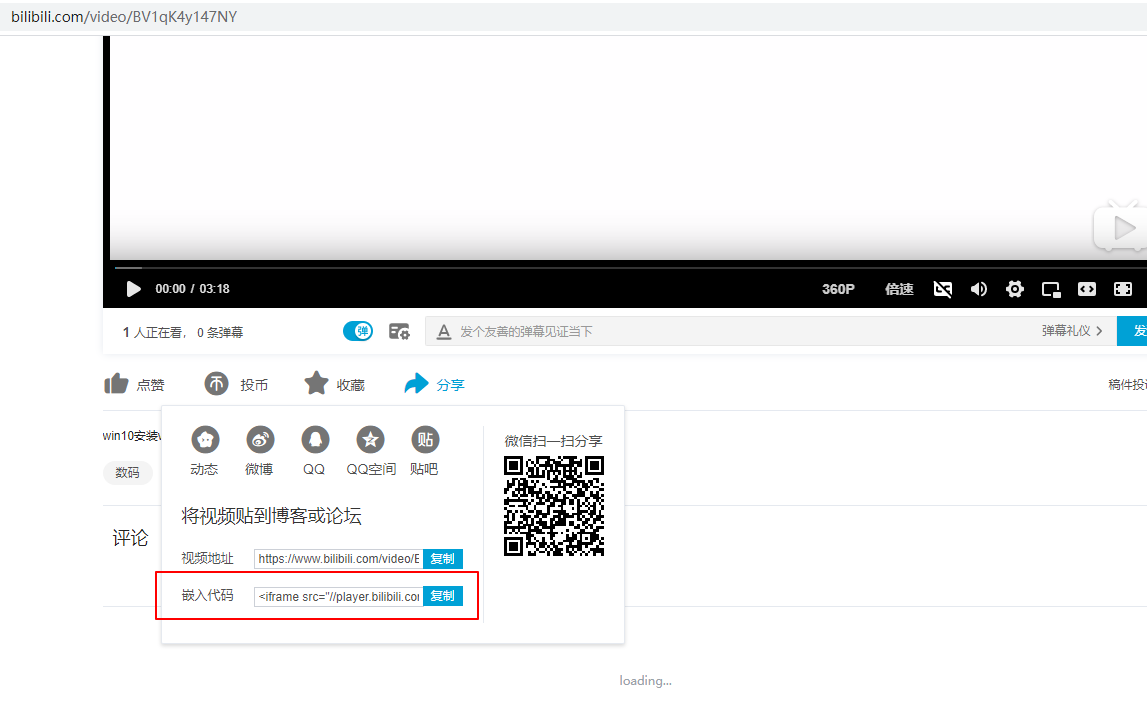 bilibili.com/video/BV1qK4y147NY
00:00 / 03:18
360P
倍速
1 人正在看， 0 条弹幕
弹
发个友善的弹幕见证当下
弹幕礼仪 >
发
点赞
投币
收藏
分享
稿件投
win10安装
数码
动态
微博
QQ
QQ空间
贴
贴吧
微信扫一扫分享
将视频贴到博客或论坛
评论
视频地址
https://www.bilibili.com/video/B
复制
嵌入代码
<iframe src="//player.bilibili.co
复制
loading...